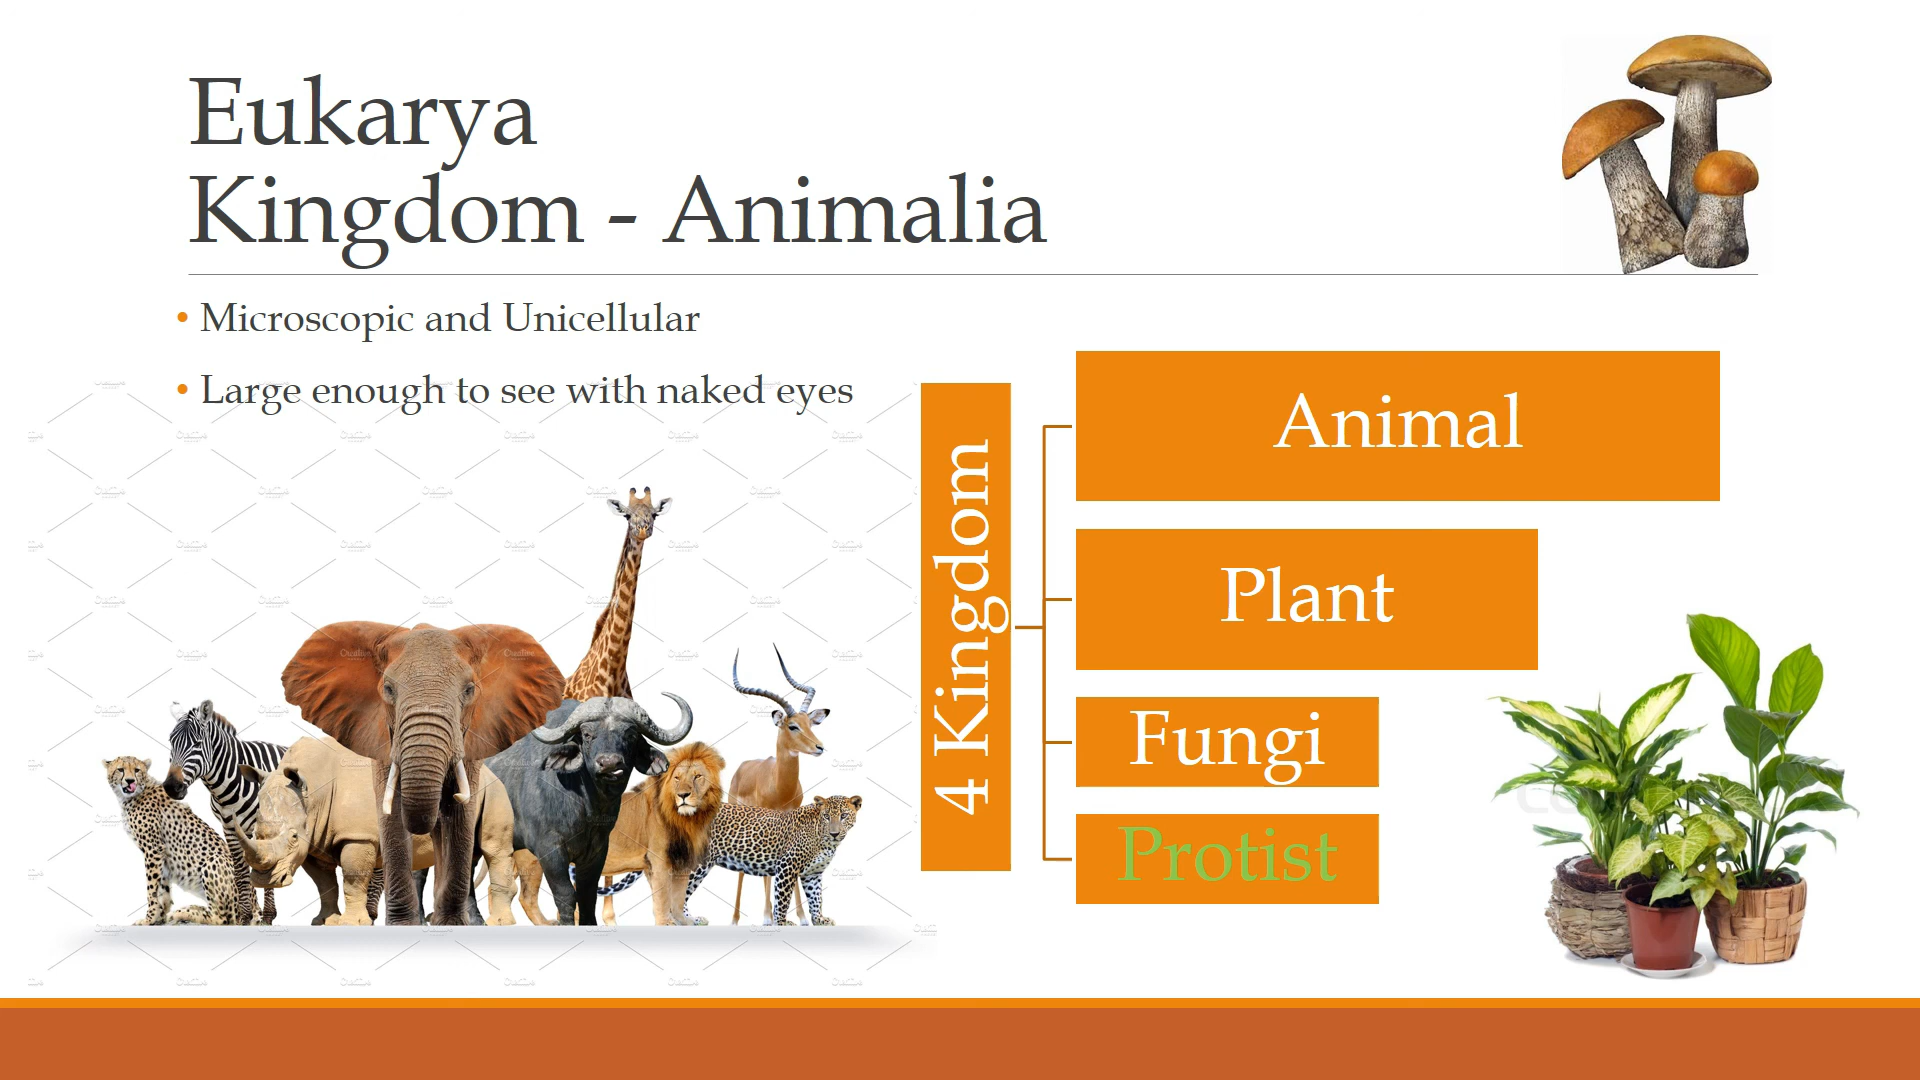 Eukarya
Kingdom - Animalia
• Microscopic and Unicellular
• Large enough to see with naked eyes
4 Kingdom
Animal
Plant
Fungi
Protist